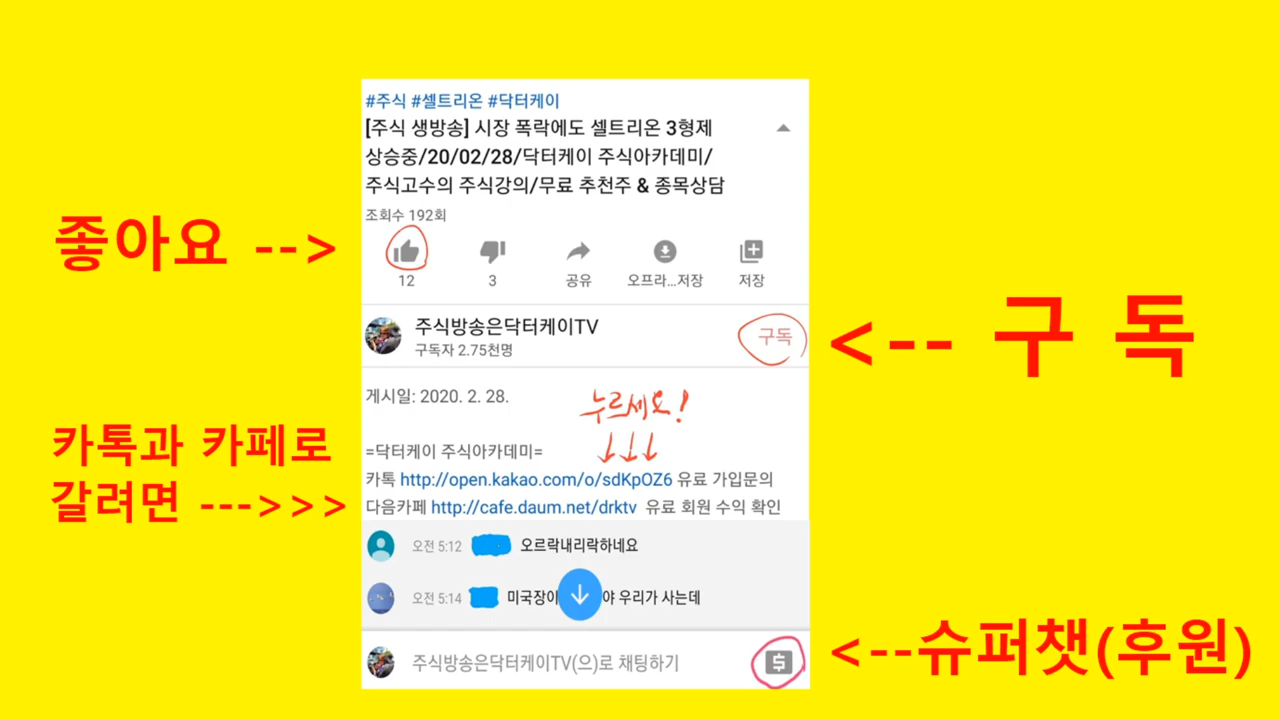 #주식 #셀트리온 #닥터케이
[주식 생방송] 시장 폭락에도 셀트리온 3형제
상승중/20/02/28/닥터케이 주식아카데미/
주식고수의 주식강의/무료 추천주 & 종목상담
조회수 192회
좋아요 -->
12
3
공유
오프라...저장
저장
주식방송은닥터케이TV
구독자 2.75천명
구독
<-- 구 독
게시일: 2020. 2. 28.
누르세요!
카톡과 카페로
갈려면 --->>>
=닥터케이 주식아카데미=
카톡 http://open.kakao.com/o/sdKpOZ6 유료 가입문의
다음카페 http://cafe.daum.net/drktv 유료 회원 수익 확인
오전 5:12 오르락내리락하네요
오전 5:14 미국장이 야 우리가 사는데
주식방송은닥터케이TV(으)로 채팅하기
<--슈퍼챗(후원)